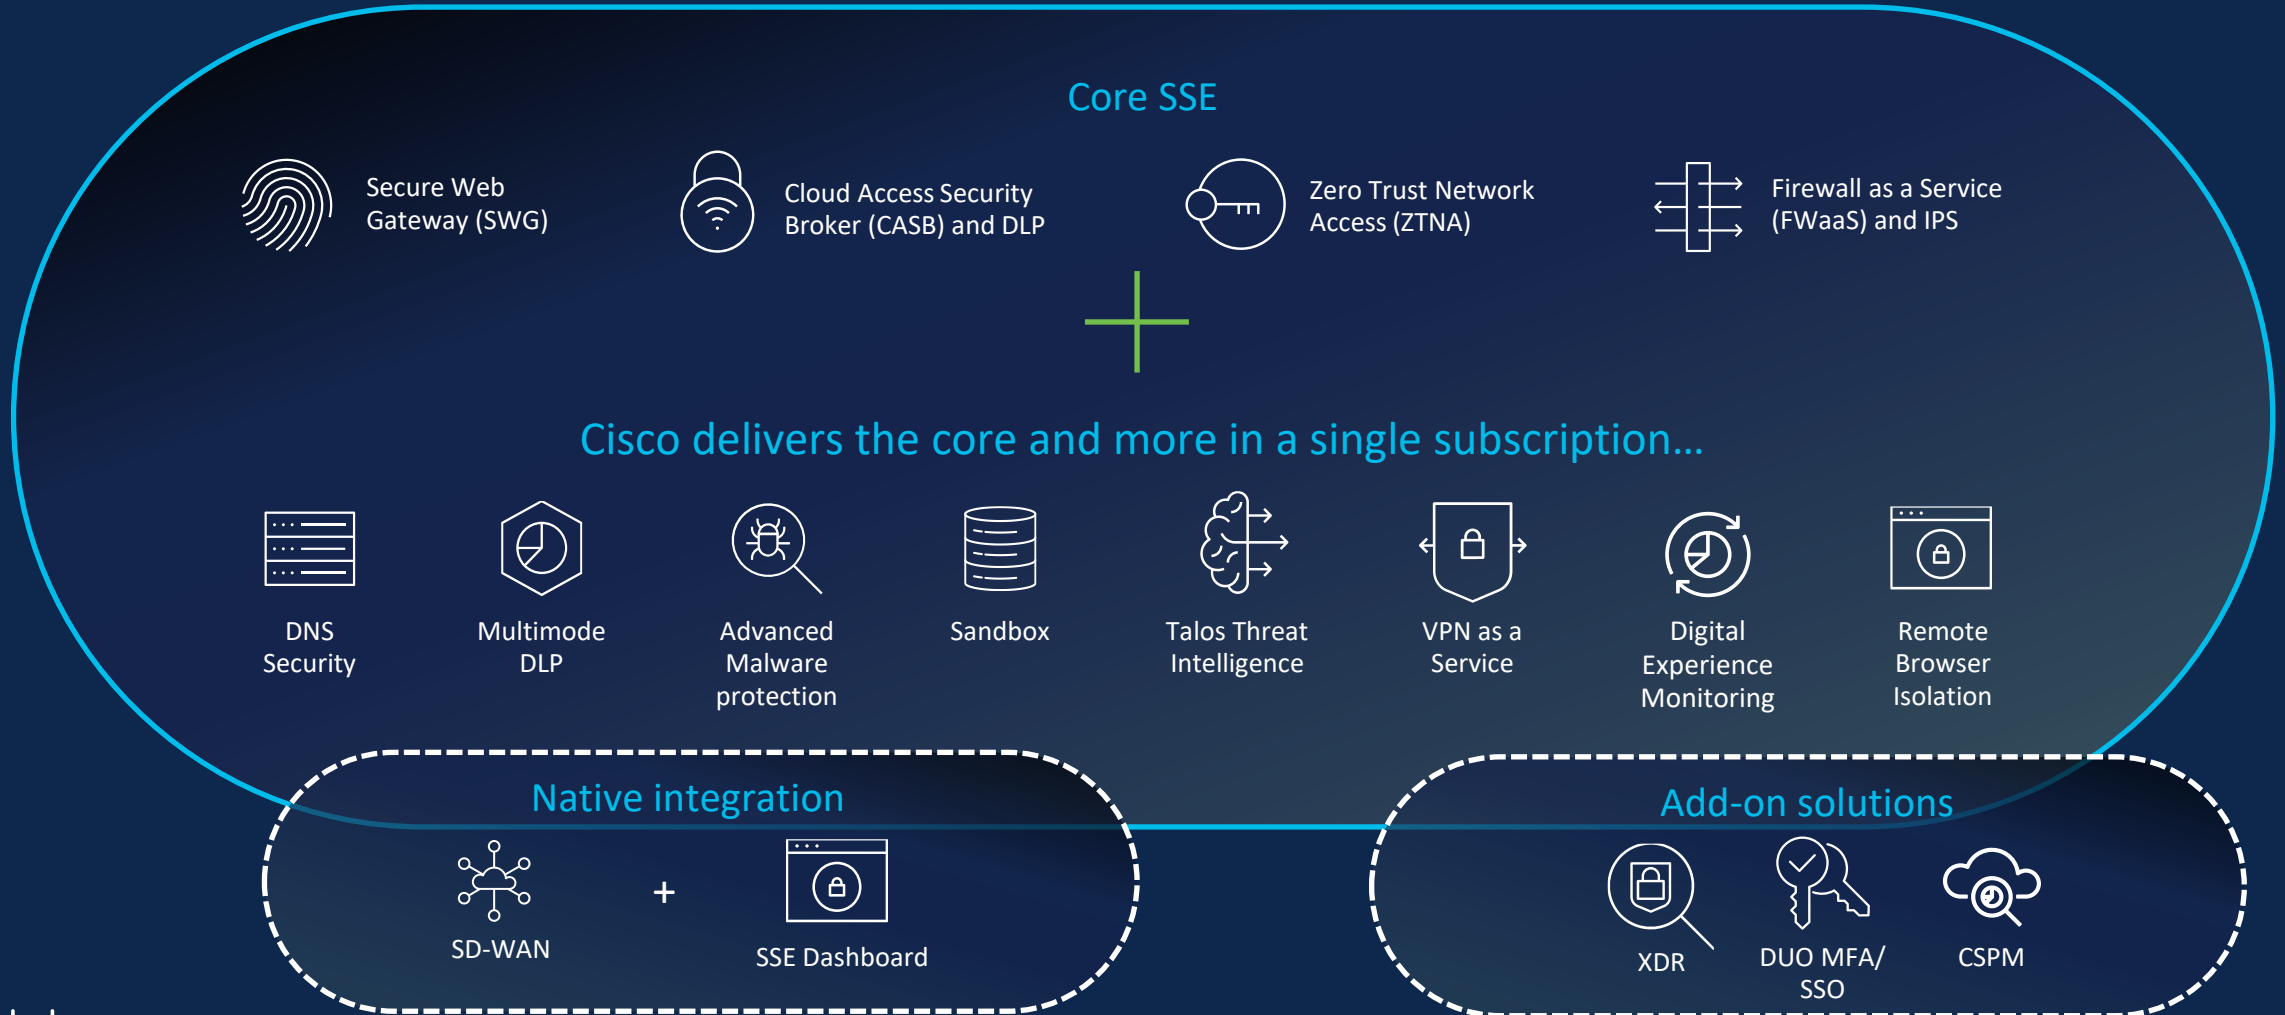 Core SSE
Secure Web
Gateway (SWG)
Cloud Access Security
Broker (CASB) and DLP
Zero Trust Network
Access (ZTNA)
Firewall as a Service
(FWaaS) and IPS
Cisco delivers the core and more in a single subscription...
DNS
Security
Multimode
DLP
Advanced
Malware
protection
Sandbox
Talos Threat
Intelligence
VPN as a
Service
Digital
Experience
Monitoring
Remote
Browser
Isolation
Native integration
SD-WAN
+
SSE Dashboard
Add-on solutions
XDR
DUO MFA/
SSO
CSPM